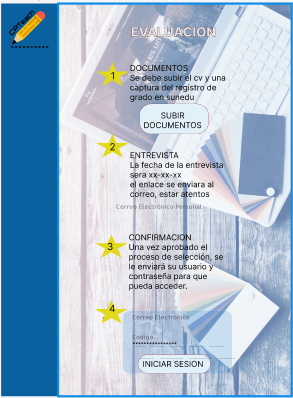 EVALUACION
1
DOCUMENTOS
Se debe subir el cv y una
captura del registro de
grado en sunedu
SUBIR
DOCUMENTOS
2
ENTREVISTA
La fecha de la entrevista
sera xx-xx-xx
el enlace se enviara al
correo, estar atentos
Correo Electrónico Personal
3
CONFIRMACION
Una vez aprobado el
proceso de selección, se
le enviará su usuario y
contraseña para que
pueda acceder.
4
Correo Electrónico
Codigo
INICIAR SESION